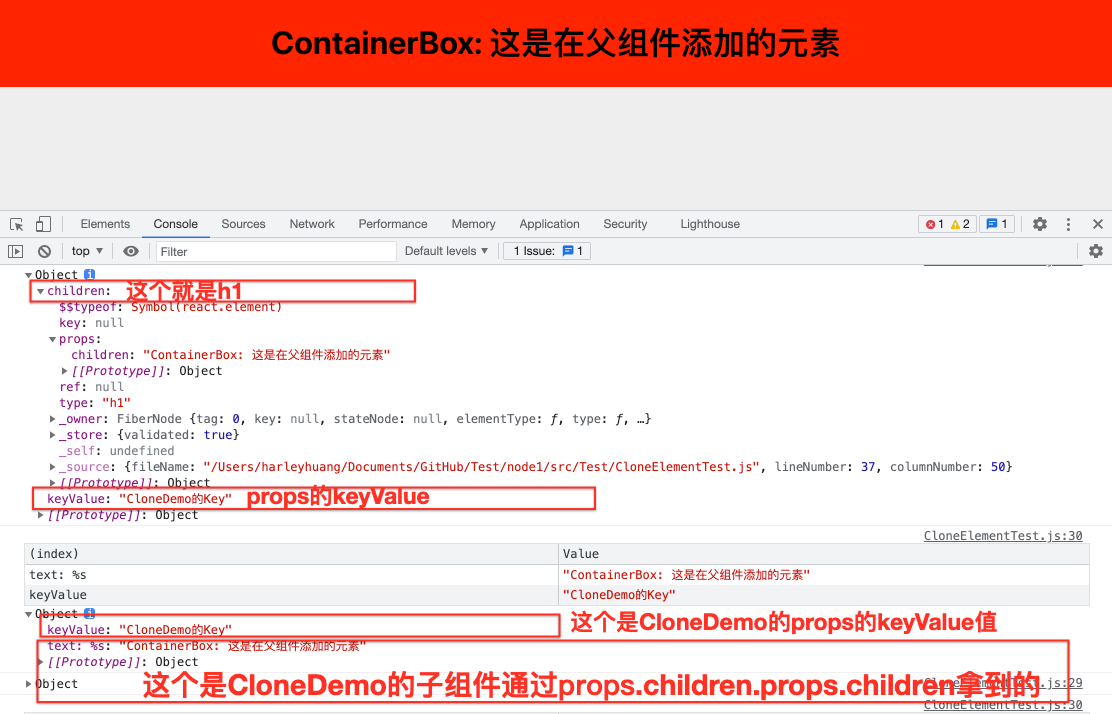 ContainerBox: 这是在父组件添加的元素
Elements Console Sources Network Performance Memory Application Security Lighthouse 1 2 1
top Filter Default levels 1 Issue: 1
Object i
children: 这个就是h1
$$typeof: Symbol(react.element)
key: null
props:
children: "ContainerBox: 这是在父组件添加的元素"
[[Prototype]]: Object
ref: null
type: "h1"
_owner: FiberNode {tag: 0, key: null, stateNode: null, elementType: ƒ, type: ƒ, …}
_store: {validated: true}
_self: undefined
_source: {fileName: "/Users/harleyhuang/Documents/GitHub/Test/node1/src/Test/CloneElementTest.js", lineNumber: 37, columnNumber: 50}
[[Prototype]]: Object
keyValue: "CloneDemo的Key" props的keyValue
[[Prototype]]: Object
CloneElementTest.js:30
(index) Value
text: %s "ContainerBox: 这是在父组件添加的元素"
keyValue "CloneDemo的Key"
Object i
keyValue: "CloneDemo的Key" 这个是CloneDemo的props的keyValue值
text: %s: "ContainerBox: 这是在父组件添加的元素"
[[Prototype]]: Object
Object 这个是CloneDemo的子组件通过props.children.props.children拿到的 CloneElementTest.js:29
CloneElementTest.js:30